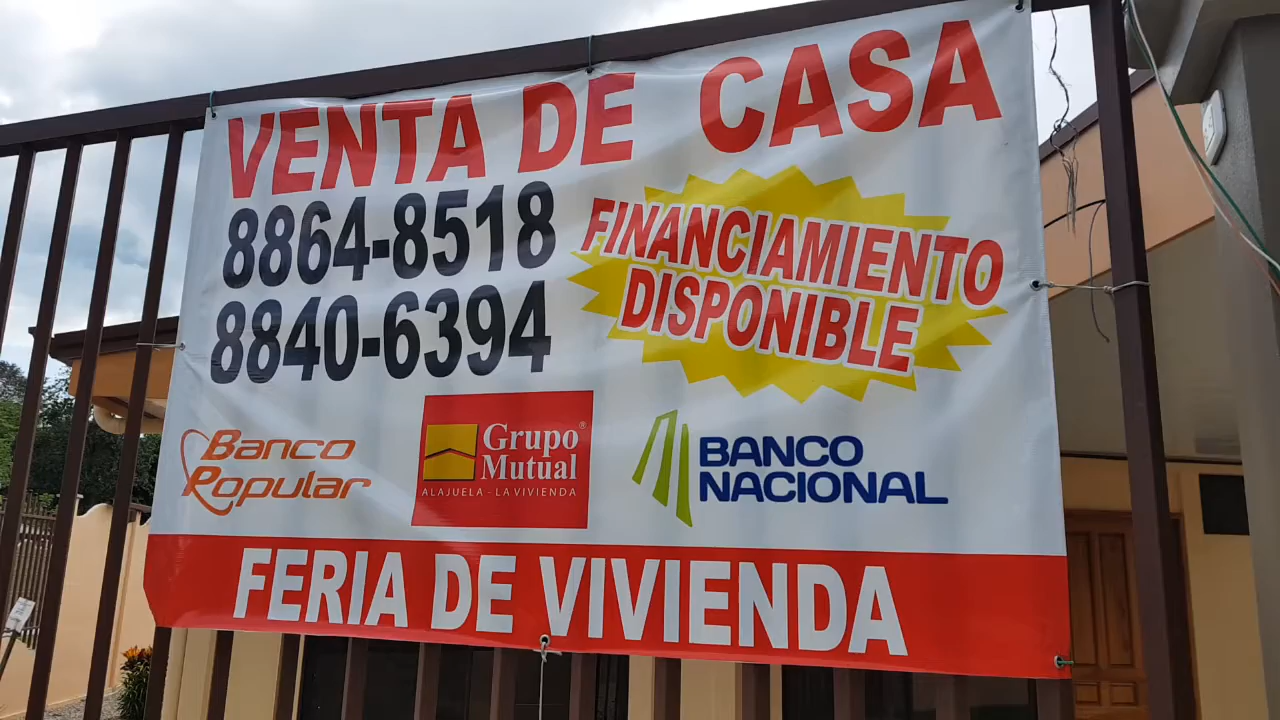 VENTA DE CASA
8864-8518
8840-6394
FINANCIAMIENTO
DISPONIBLE
Banco
Popular
Grupo
Mutual
ALAJUELA - LA VIVIENDA
BANCO
NACIONAL
FERIA DE VIVIENDA